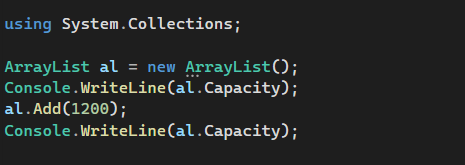 using System.Collections;
ArrayList al = new ArrayList();
Console.WriteLine(al.Capacity);
al.Add(1200);
Console.WriteLine(al.Capacity);